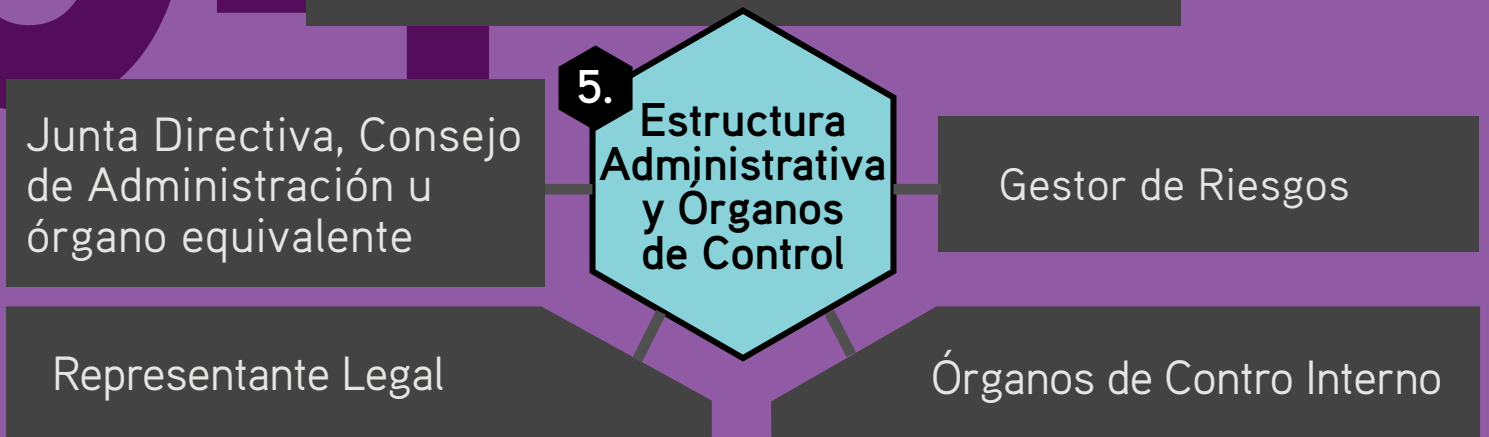 5.
Estructura
Administrativa
y Órganos
de Control
Junta Directiva, Consejo
de Administración u
órgano equivalente
Gestor de Riesgos
Representante Legal
Órganos de Contro Interno